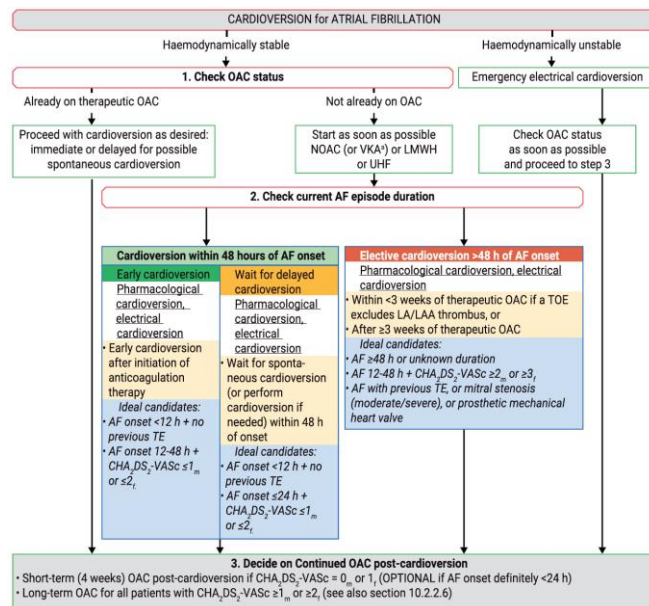 CARDIOVERSION for ATRIAL FIBRILLATION
Haemodynamically stable
Haemodynamically unstable
1. Check OAC status
Emergency electrical cardioversion
Already on therapeutic OAC
Not already on OAC
Proceed with cardioversion as desired:
immediate or delayed for possible
spontaneous cardioversion
Start as soon as possible
NOAC (or VKAᵃ) or LMWH
or UHF
Check OAC status
as soon as possible
and proceed to step 3
2. Check current AF episode duration
Cardioversion within 48 hours of AF onset
Early cardioversion
Pharmacological
cardioversion,
electrical
cardioversion
• Early cardioversion
after initiation of
anticoagulation
therapy
Ideal candidates:
• AF onset <12 h + no
previous TE
• AF onset 12-48 h +
CHA₂DS₂-VASc ≤1ₘ
or ≤2f.
Wait for delayed
cardioversion
Pharmacological
cardioversion,
electrical
cardioversion
• Wait for sponta-
neous cardioversion
(or perform
cardioversion if
needed) within 48 h
of onset
Ideal candidates:
• AF onset <12 h + no
previous TE
• AF onset ≤24 h +
CHA₂DS₂-VASc ≤1ₘ
or ≤2f.
Elective cardioversion >48 h of AF onset
Pharmacological cardioversion, electrical
cardioversion
• Within <3 weeks of therapeutic OAC if a TOE
excludes LA/LAA thrombus, or
• After ≥3 weeks of therapeutic OAC
Ideal candidates:
• AF ≥48 h or unknown duration
• AF 12-48 h + CHA₂DS₂-VASc ≥2ₘ or ≥3f
• AF with previous TE, or mitral stenosis
(moderate/severe), or prosthetic mechanical
heart valve
3. Decide on Continued OAC post-cardioversion
• Short-term (4 weeks) OAC post-cardioversion if CHA₂DS₂-VASc = 0ₘ or 1f (OPTIONAL if AF onset definitely <24 h)
• Long-term OAC for all patients with CHA₂DS₂-VASc ≥1ₘ or ≥2f (see also section 10.2.2.6)